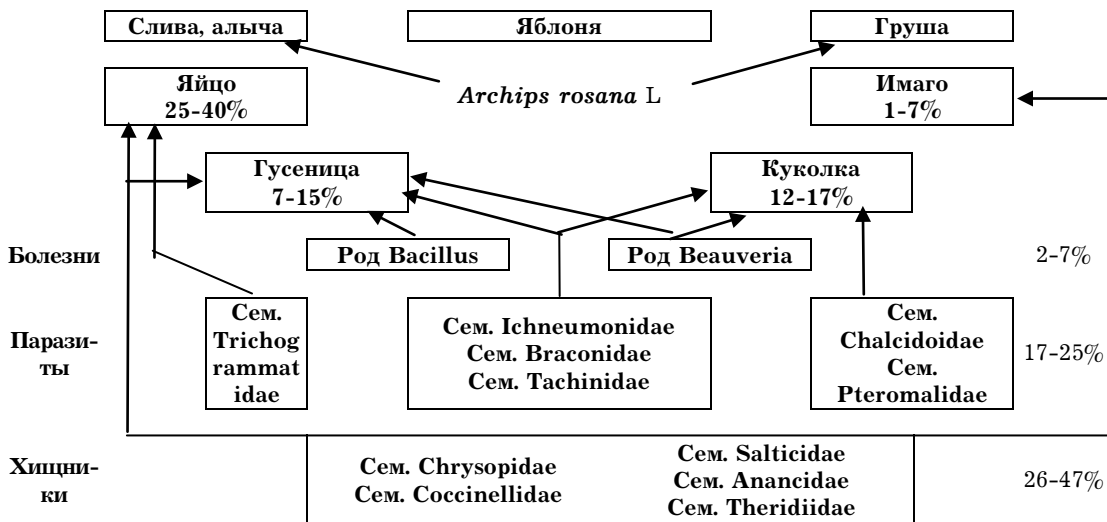 Слива, алыча
Яблоня
Груша
Яйцо
25-40%
Archips rosana L
Имаго
1-7%
Гусеница
7-15%
Куколка
12-17%
Болезни
Род Bacillus
Род Beauveria
2-7%
Парази-
ты
Сем.
Trichog
rammat
idae
Сем. Ichneumonidae
Сем. Braconidae
Сем. Tachinidae
Сем.
Chalcidoidae
Сем.
Pteromalidae
17-25%
Хищни-
ки
Сем. Chrysopidae
Сем. Coccinellidae
Сем. Salticidae
Сем. Anancidae
Сем. Theridiidae
26-47%